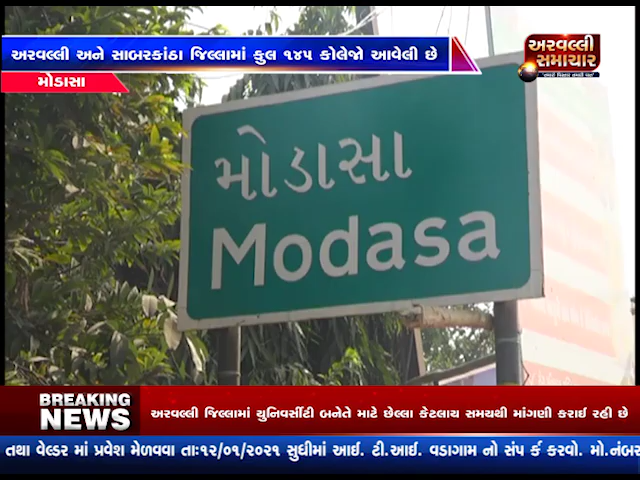 અરવલ્લી અને સાબરકાંઠા જિલ્લામાં કુલ ૧૪૫ કોલેજો આવેલી છે
મોડાસા
અરવલ્લી
સમાચાર
મોડાસા
Modasa
BREAKING
NEWS
અરવલ્લી જિલ્લામાં યુનિવર્સીટી બનેતે માટે છેલ્લા કેટલાય સમયથી માંગણી કરાઈ રહી છે
તથા વેલ્ડર માં પ્રવેશ મેળવવા તાઃ૧૨/૦૧/૨૦૨૧ સુધીમાં આઈ. ટી.આઈ. વડાગામ નો સંપ ર્ક કરવો. મો.નંબર